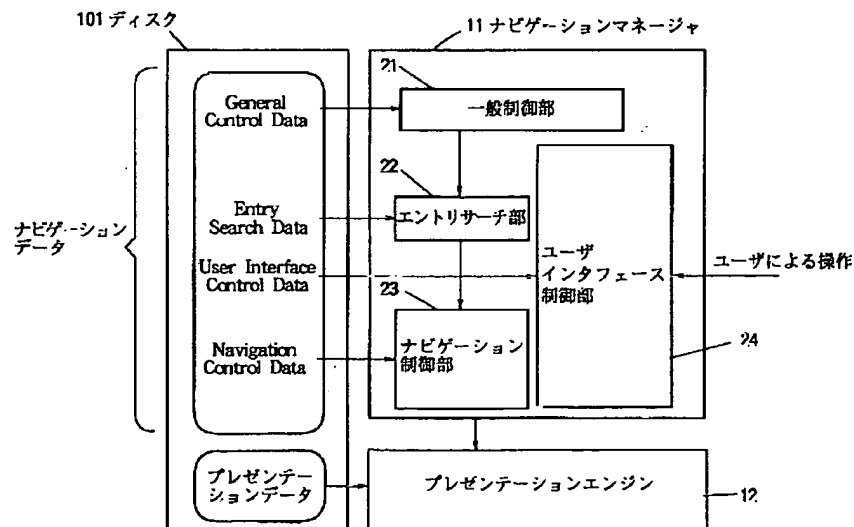 101 ディスク
11 ナビゲーションマネージャ
21
General
Control Data
一般制御部
22
Entry
Search Data
エントリサーチ部
ナビゲーション
データ
User Interface
Control Data
ユーザ
インタフェース
制御部
ユーザによる操作
23
Navigation
Control Data
ナビゲーション
制御部
24
プレゼンテー
ションデータ
プレゼンテーションエンジン
12